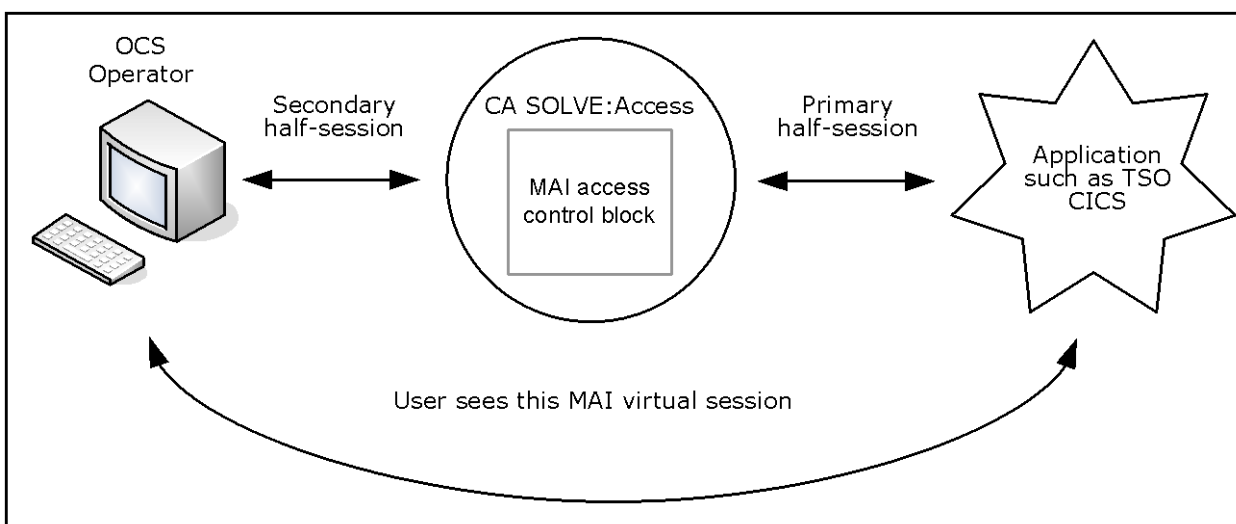 OCS
Operator
Secondary
half-session
CA SOLVE:Access
MAI access
control block
Primary
half-session
Application
such as TSO
CICS
User sees this MAI virtual session